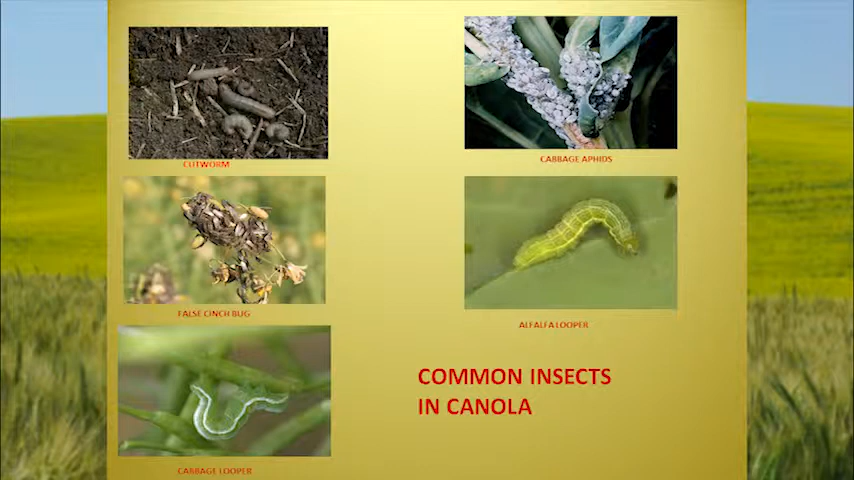 CUTWORM
CABBAGE APHIDS
FALSE CINCH BUG
ALFALFA LOOPER
CABBAGE LOOPER
COMMON INSECTS
IN CANOLA